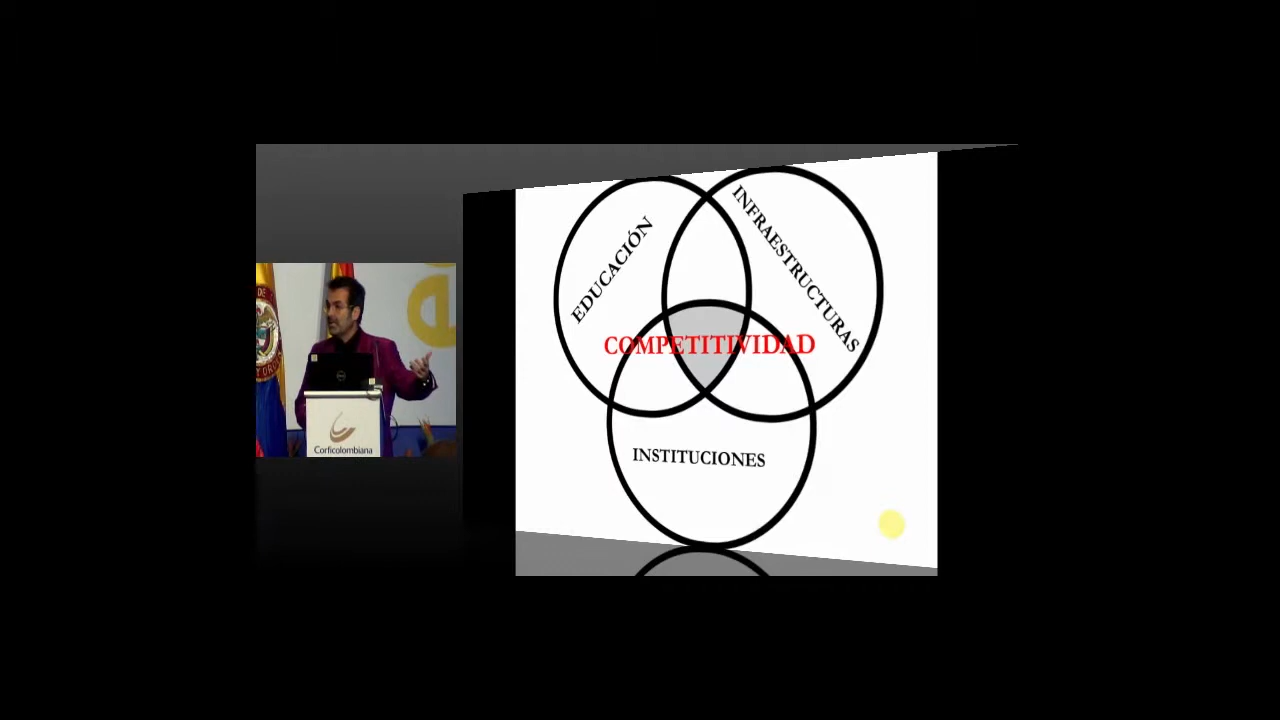 EDUCACIÓN
INFRAESTRUCTURAS
COMPETITIVIDAD
INSTITUCIONES
Corficolombiana